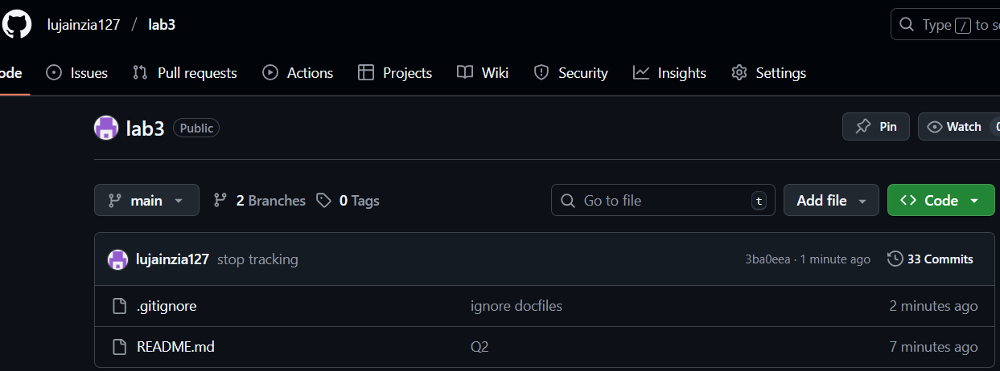 lujainzia127 / lab3
Type / to se
ode Issues Pull requests Actions Projects Wiki Security Insights Settings
lab3 Public Pin Watch 0
main 2 Branches 0 Tags Go to file t Add file Code
lujainzia127 stop tracking 3ba0eea · 1 minute ago 33 Commits
.gitignore ignore docfiles 2 minutes ago
README.md Q2 7 minutes ago